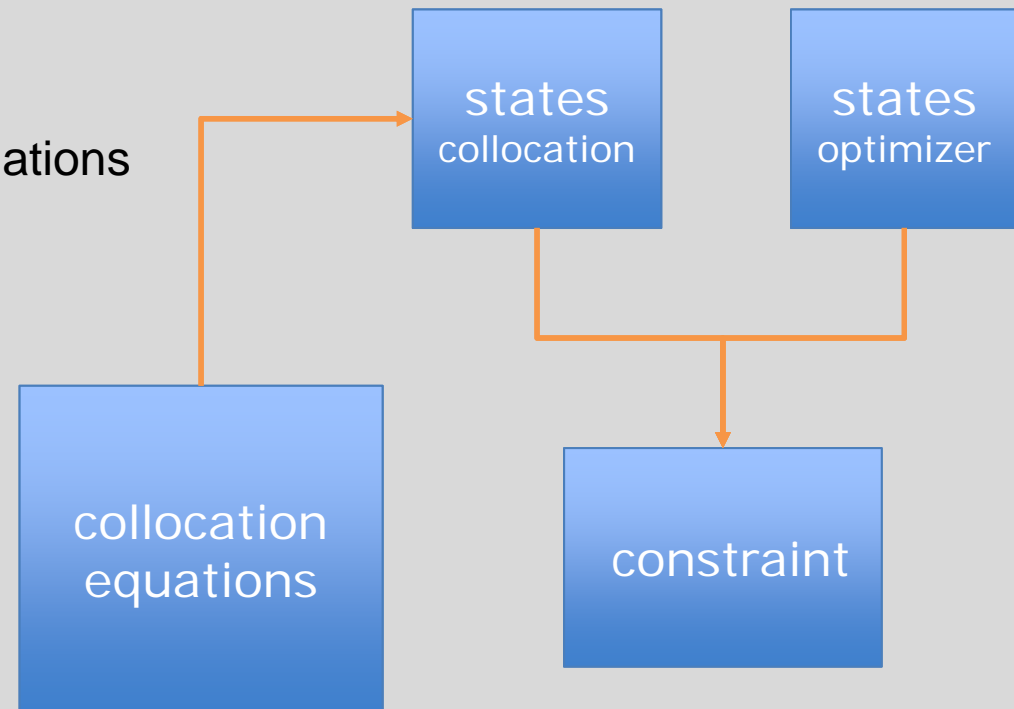 ations
states
collocation
states
optimizer
collocation
equations
constraint